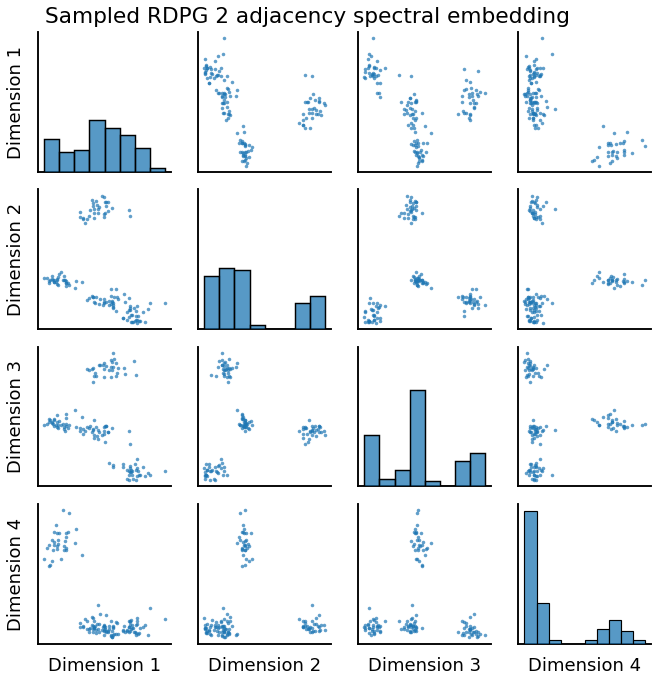 Sampled RDPG 2 adjacency spectral embedding
Dimension 1
Dimension 2
Dimension 3
Dimension 4
Dimension 1 Dimension 2 Dimension 3 Dimension 4